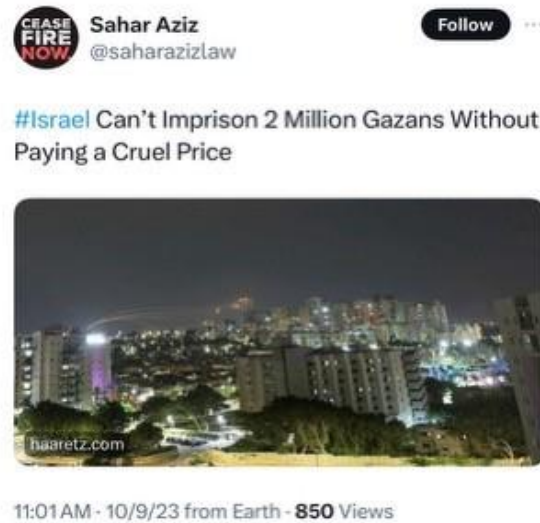 CEASE
FIRE
NOW
Sahar Aziz
Follow
@saharazizlaw
#Israel Can't Imprison 2 Million Gazans Without
Paying a Cruel Price
haaretz.com
11:01 AM · 10/9/23 from Earth · 850 Views